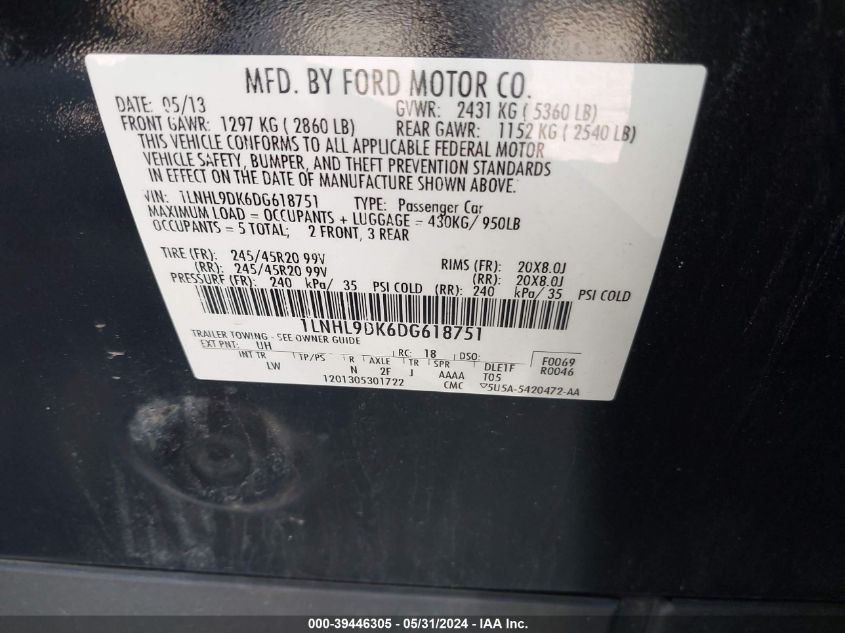 MFD. BY FORD MOTOR CO.
DATE: 05/13 GVWR: 2431 KG ( 5360 LB)
FRONT GAWR: 1297 KG ( 2860 LB) REAR GAWR: 1152 KG ( 2540 LB)
THIS VEHICLE CONFORMS TO ALL APPLICABLE FEDERAL MOTOR
VEHICLE SAFETY, BUMPER, AND THEFT PREVENTION STANDARDS
IN EFFECT ON THE DATE OF MANUFACTURE SHOWN ABOVE.
VIN: 1LNHL9DK6DG618751 TYPE: Passenger Car
MAXIMUM LOAD = OCCUPANTS + LUGGAGE = 430KG/ 950LB
OCCUPANTS = 5 TOTAL; 2 FRONT, 3 REAR
TIRE (FR): 245/45R20 99V RIMS (FR): 20X8.0J
(RR): 245/45R20 99V (RR): 20X8.0J
PRESSURE (FR): 240 kPa/ 35 PSI COLD (RR): 240 kPa/ 35 PSI COLD
1LNHL9DK6DG618751
TRAILER TOWING - SEE OWNER GUIDE
EXT PNT: UH RC: 18 DSO: F0069
INT TR TP/PS R AXLE TR SPR DLE1F R0046
LW N 2F J AAAA T05
1201305301722 CMC ▽5U5A-5420472-AA
000-39446305 - 05/31/2024 - IAA Inc.